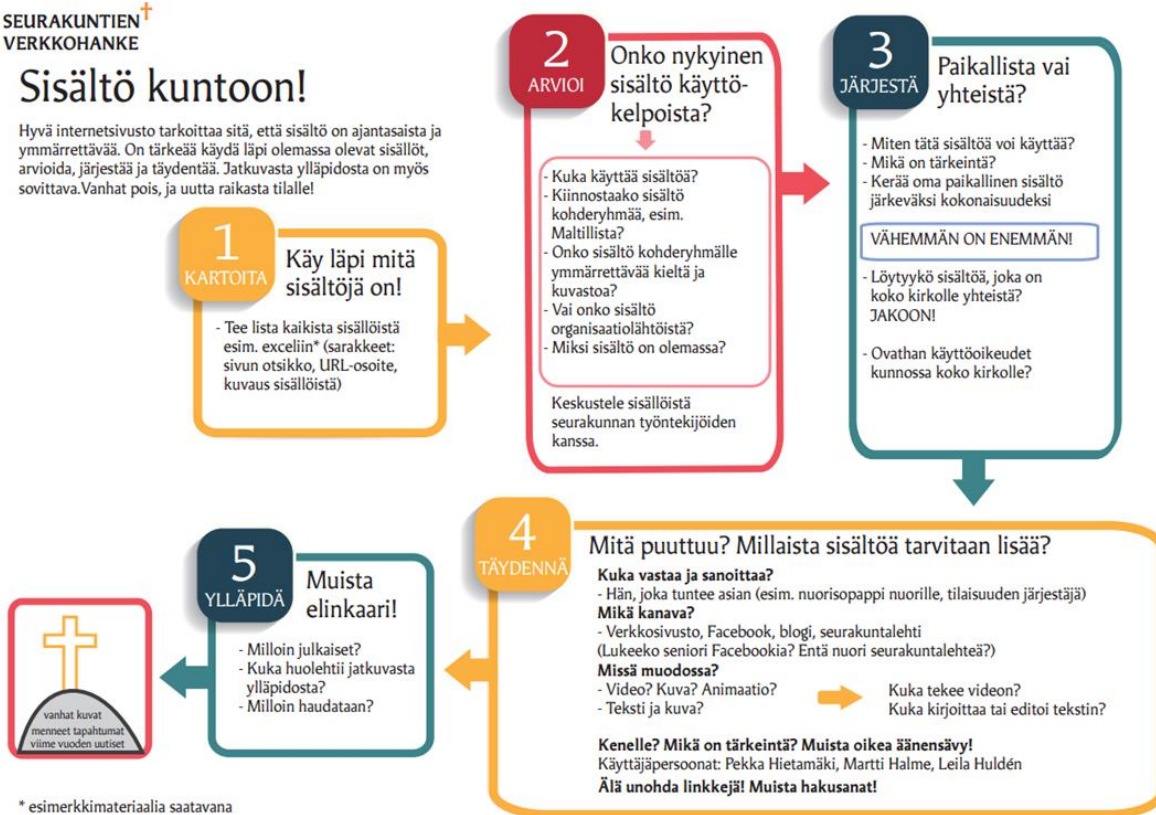 SEURAKUNTIEN
VERKKOHANKE
Sisältö kuntoon!
Hyvä internetsivusto tarkoittaa sitä, että sisältö on ajantasaista ja
ymmärrettävää. On tärkeää käydä läpi olemassa olevat sisällöt,
arvioida, järjestää ja täydentää. Jatkuvasta ylläpidosta on myös
sovittava.Vanhat pois, ja uutta raikasta tilalle!
1
KARTOITA
Käy läpi mitä
sisältöjä on!
- Tee lista kaikista sisällöistä
esim. exceliin* (sarakkeet:
sivun otsikko, URL-osoite,
kuvaus sisällöistä)
2
ARVIOI
Onko nykyinen
sisältö käyttö-
kelpoista?
- Kuka käyttää sisältöä?
- Kiinnostaako sisältö
kohderyhmää, esim.
Maltillista?
- Onko sisältö kohderyhmälle
ymmärrettävää kieltä ja
kuvastoa?
- Vai onko sisältö
organisaatiolähtöistä?
- Miksi sisältö on olemassa?
Keskustele sisällöistä
seurakunnan työntekijöiden
kanssa.
3
JÄRJESTÄ
Paikallista vai
yhteistä?
- Miten tätä sisältöä voi käyttää?
- Mikä on tärkeintä?
- Kerää oma paikallinen sisältö
järkeväksi kokonaisuudeksi
VÄHEMMÄN ON ENEMMÄN!
- Löytyykö sisältöä, joka on
koko kirkolle yhteistä?
JAKOON!
- Ovathan käyttöoikeudet
kunnossa koko kirkolle?
4
TÄYDENNÄ
Mitä puuttuu? Millaista sisältöä tarvitaan lisää?
Kuka vastaa ja sanoittaa?
- Hän, joka tuntee asian (esim. nuorisopappi nuorille, tilaisuuden järjestäjä)
Mikä kanava?
- Verkkosivusto, Facebook, blogi, seurakuntalehti
(Lukeeko seniori Facebookia? Entä nuori seurakuntalehteä?)
Missä muodossa?
- Video? Kuva? Animaatio?
- Teksti ja kuva?
Kuka tekee videon?
Kuka kirjoittaa tai editoi tekstin?
Kenelle? Mikä on tärkeintä? Muista oikea äänensävy!
Käyttäjäpersoonat: Pekka Hietamäki, Martti Halme, Leila Huldén
Älä unohda linkkejä! Muista hakusanat!
5
YLLÄPIDÄ
Muista
elinkaari!
- Milloin julkaiset?
- Kuka huolehtii jatkuvasta
ylläpidosta?
- Milloin haudataan?
vanhat kuvat
menneet tapahtumat
viime vuoden uutiset
* esimerkkimateriaalia saatavana